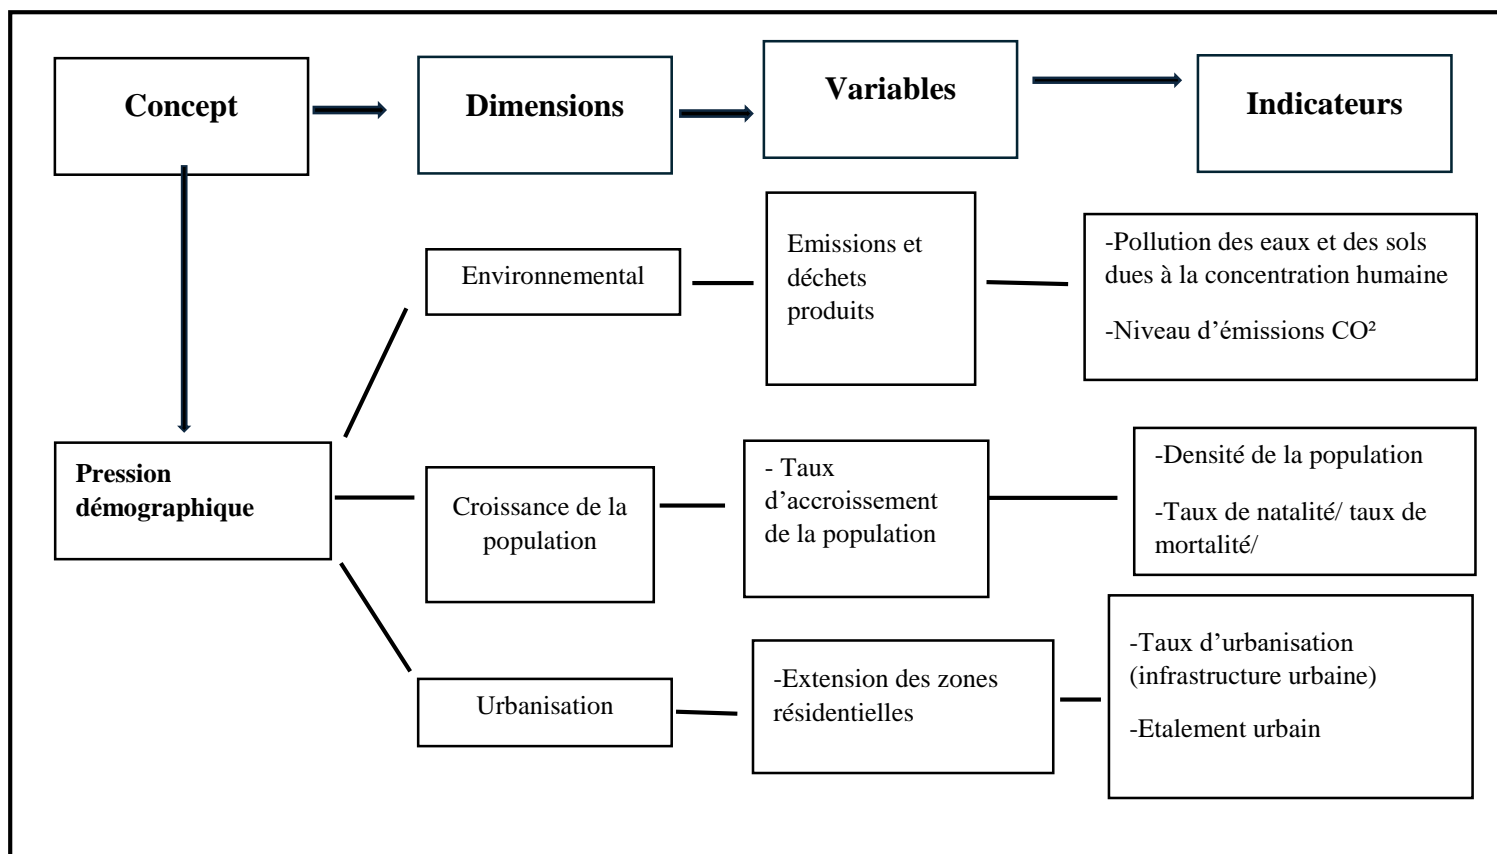 Concept
Dimensions
Variables
Indicateurs
Environnemental
Emissions et
déchets
produits
-Pollution des eaux et des sols
dues à la concentration humaine
-Niveau d’émissions CO²
Pression
démographique
Croissance de la
population
- Taux
d’accroissement
de la population
-Densité de la population
-Taux de natalité/ taux de
mortalité/
Urbanisation
-Extension des zones
résidentielles
-Taux d’urbanisation
(infrastructure urbaine)
-Etalement urbain